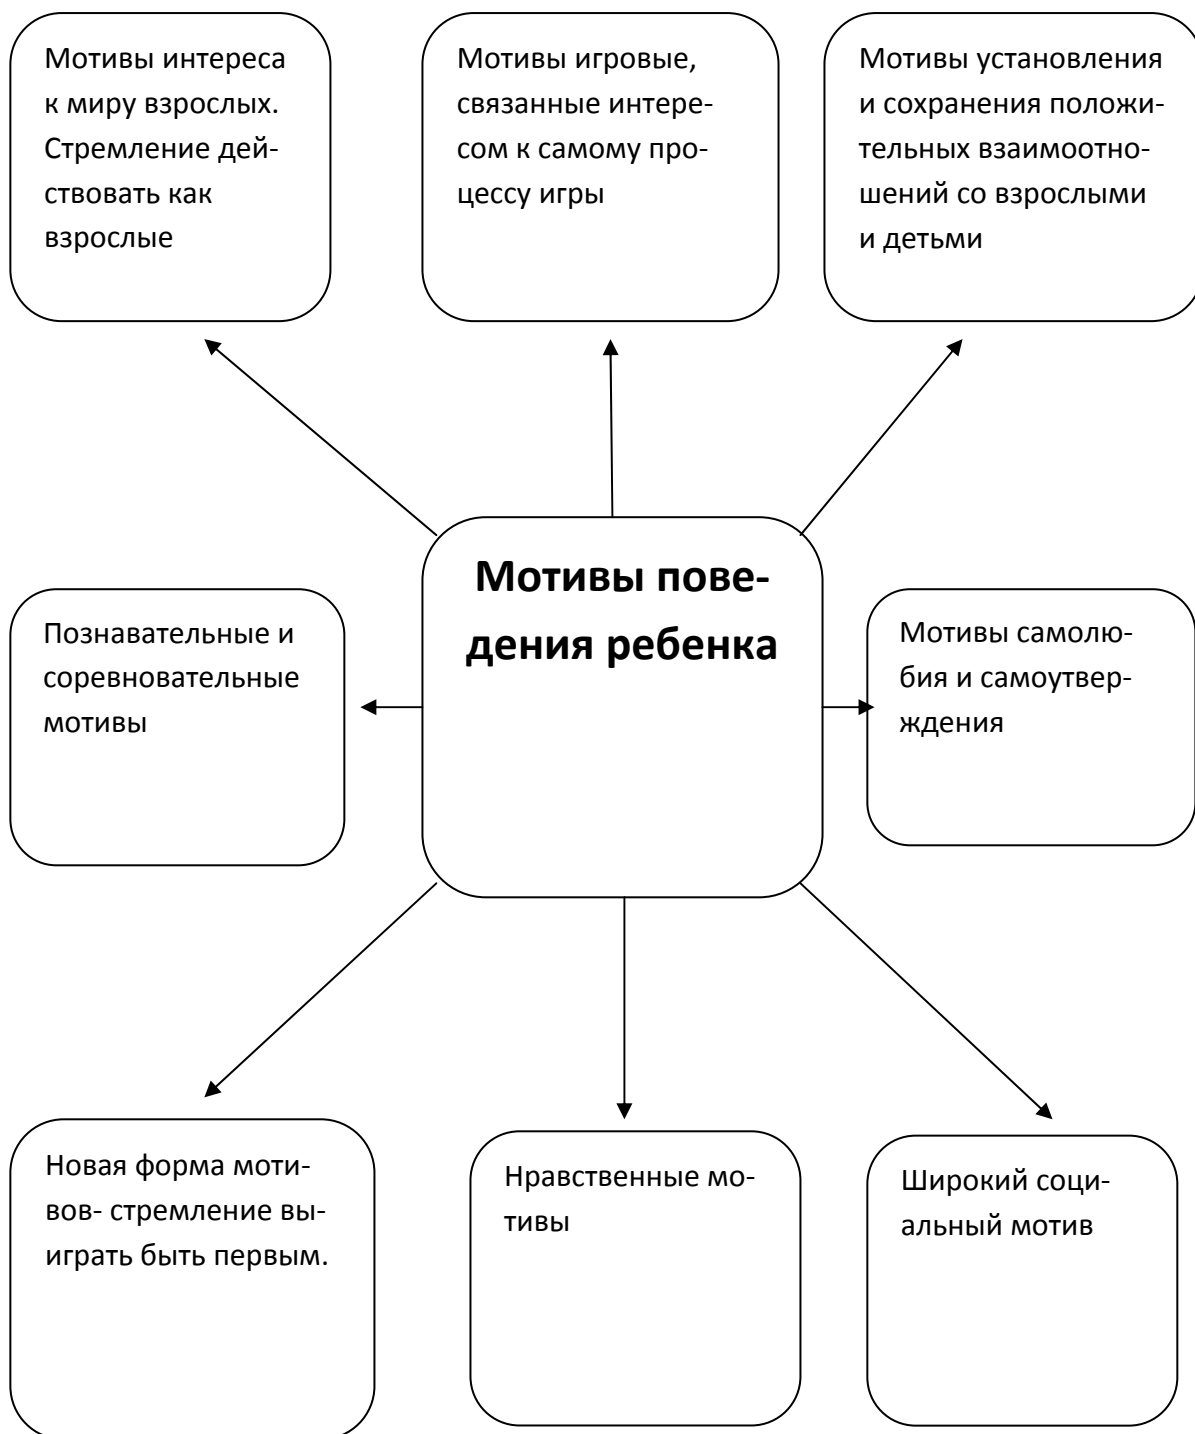 Мотивы интереса
к миру взрослых.
Стремление дей-
ствовать как
взрослые
Мотивы игровые,
связанные интере-
сом к самому про-
цессу игры
Мотивы установления
и сохранения положи-
тельных взаимоотно-
шений со взрослыми
и детьми
Мотивы пове-
дения ребенка
Познавательные и
соревновательные
мотивы
Мотивы самолю-
бия и самоутвер-
ждения
Новая форма моти-
вов- стремление вы-
играть быть первым.
Нравственные мо-
тивы
Широкий соци-
альный мотив